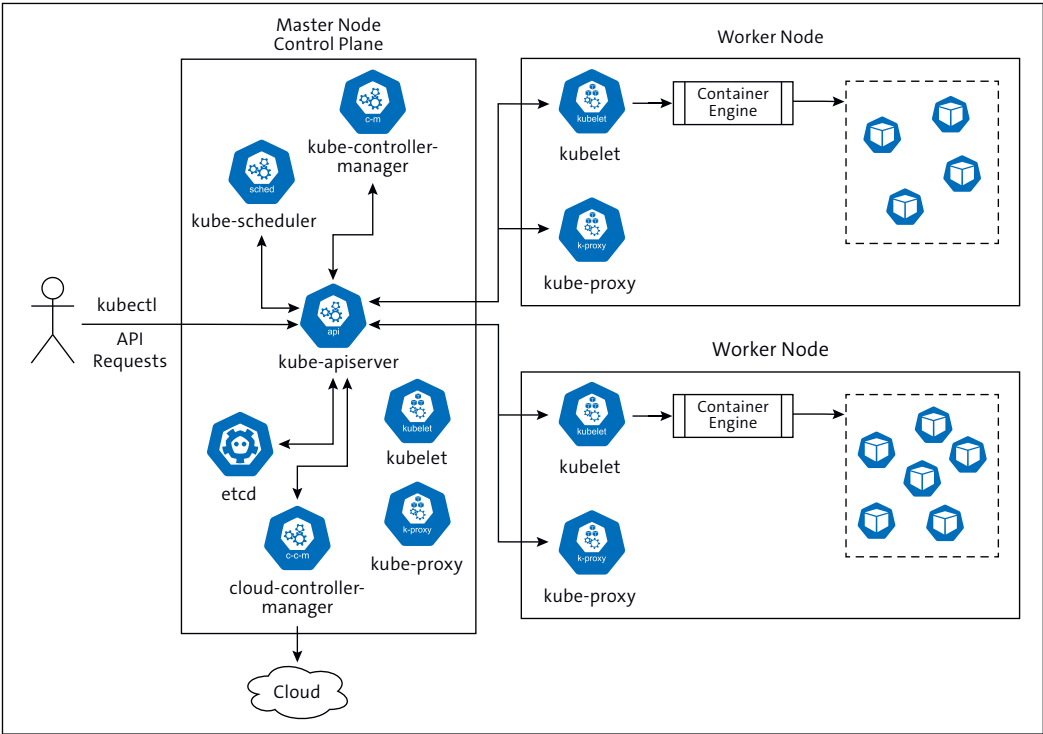 Master Node
Control Plane
c-m
kube-controller-
manager
sched
kube-scheduler
kubectl
API
Requests
api
kube-apiserver
kubelet
kubelet
etcd
k-proxy
kube-proxy
c-c-m
cloud-controller-
manager
Cloud
Worker Node
kubelet
kubelet
Container
Engine
k-proxy
kube-proxy
Worker Node
kubelet
kubelet
Container
Engine
k-proxy
kube-proxy